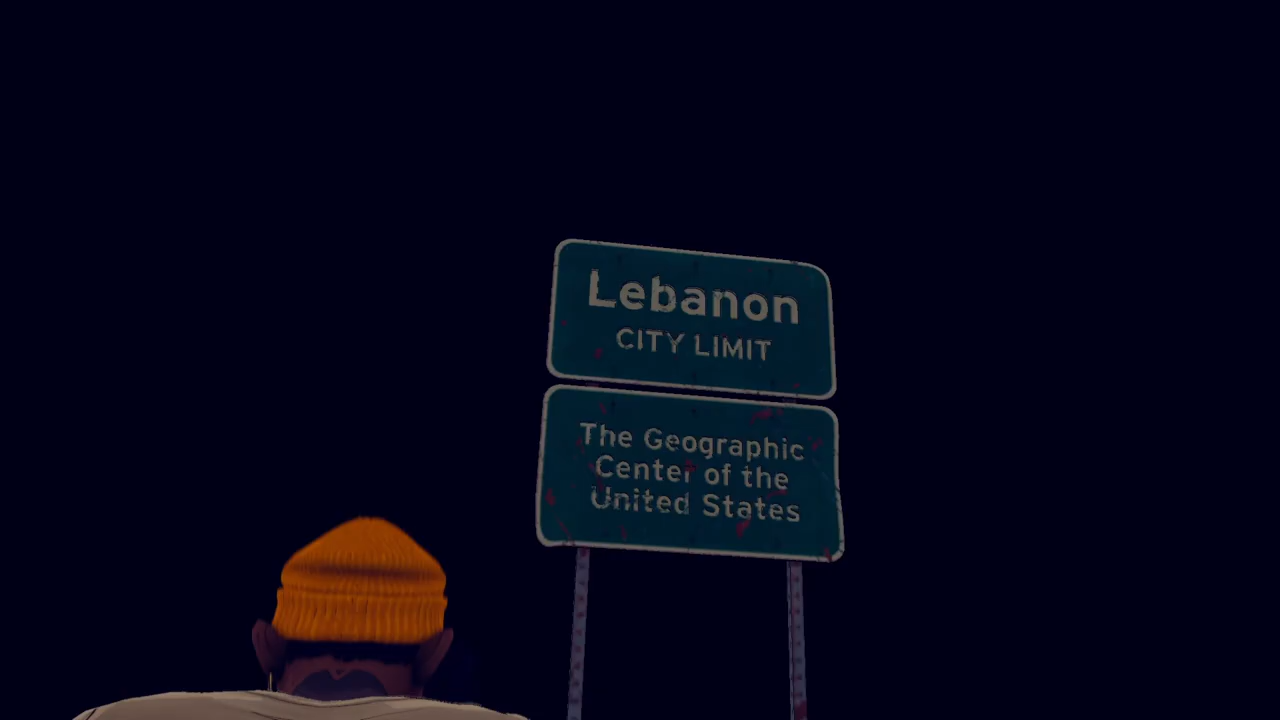 Lebanon
CITY LIMIT
The Geographic
Center of the
United States